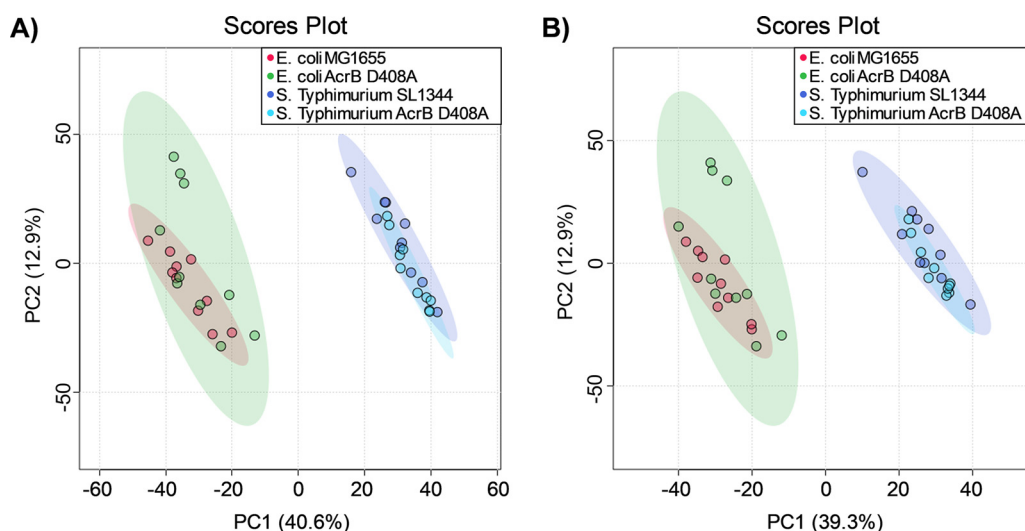 A)
Scores Plot
E. coli MG1655
E. coli AcrB D408A
S. Typhimurium SL1344
S. Typhimurium AcrB D408A
PC2 (12.9%)
50
0
-50
-60 -40 -20 0 20 40 60
PC1 (40.6%)
B)
Scores Plot
E. coli MG1655
E. coli AcrB D408A
S. Typhimurium SL1344
S. Typhimurium AcrB D408A
PC2 (12.9%)
50
0
-50
-40 -20 0 20 40
PC1 (39.3%)